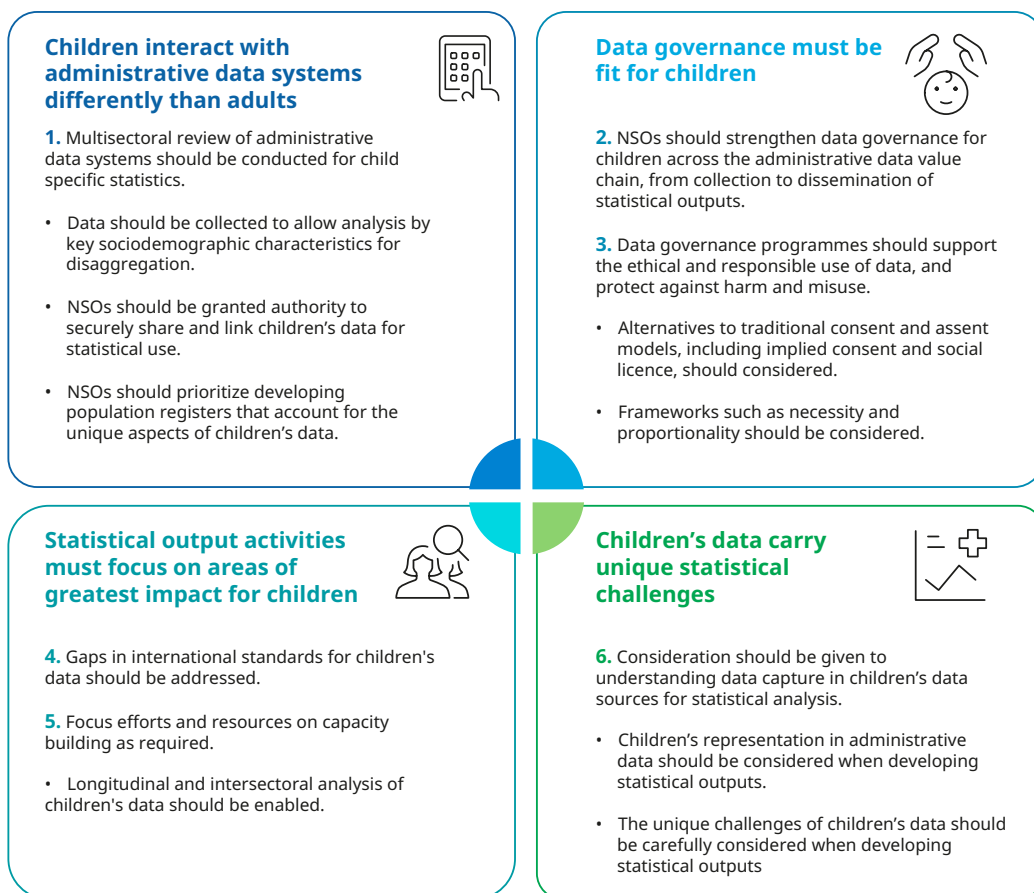 Children interact with
administrative data systems
differently than adults
1. Multisectoral review of administrative
data systems should be conducted for child
specific statistics.
• Data should be collected to allow analysis by
key sociodemographic characteristics for
disaggregation.
• NSOs should be granted authority to
securely share and link children’s data for
statistical use.
• NSOs should prioritize developing
population registers that account for the
unique aspects of children’s data.
Data governance must be
fit for children
2. NSOs should strengthen data governance for
children across the administrative data value
chain, from collection to dissemination of
statistical outputs.
3. Data governance programmes should support
the ethical and responsible use of data, and
protect against harm and misuse.
• Alternatives to traditional consent and assent
models, including implied consent and social
licence, should considered.
• Frameworks such as necessity and
proportionality should be considered.
Statistical output activities
must focus on areas of
greatest impact for children
4. Gaps in international standards for children's
data should be addressed.
5. Focus efforts and resources on capacity
building as required.
• Longitudinal and intersectoral analysis of
children's data should be enabled.
Children’s data carry
unique statistical
challenges
6. Consideration should be given to
understanding data capture in children’s data
sources for statistical analysis.
• Children’s representation in administrative
data should be considered when developing
statistical outputs.
• The unique challenges of children’s data should
be carefully considered when developing
statistical outputs